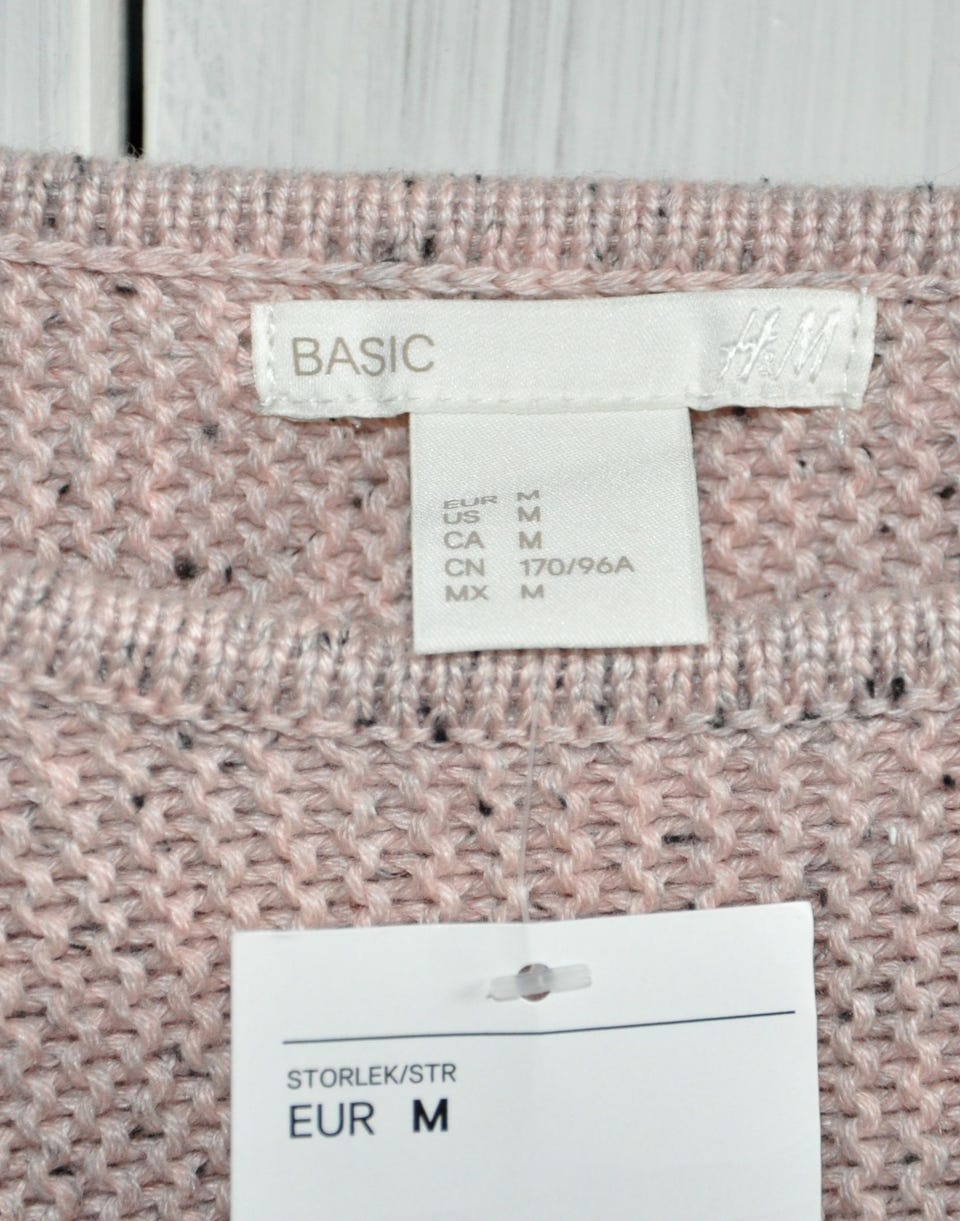 BASIC H&M
EUR M
US M
CA M
CN 170/96A
MX M
STORLEK/STR
EUR M